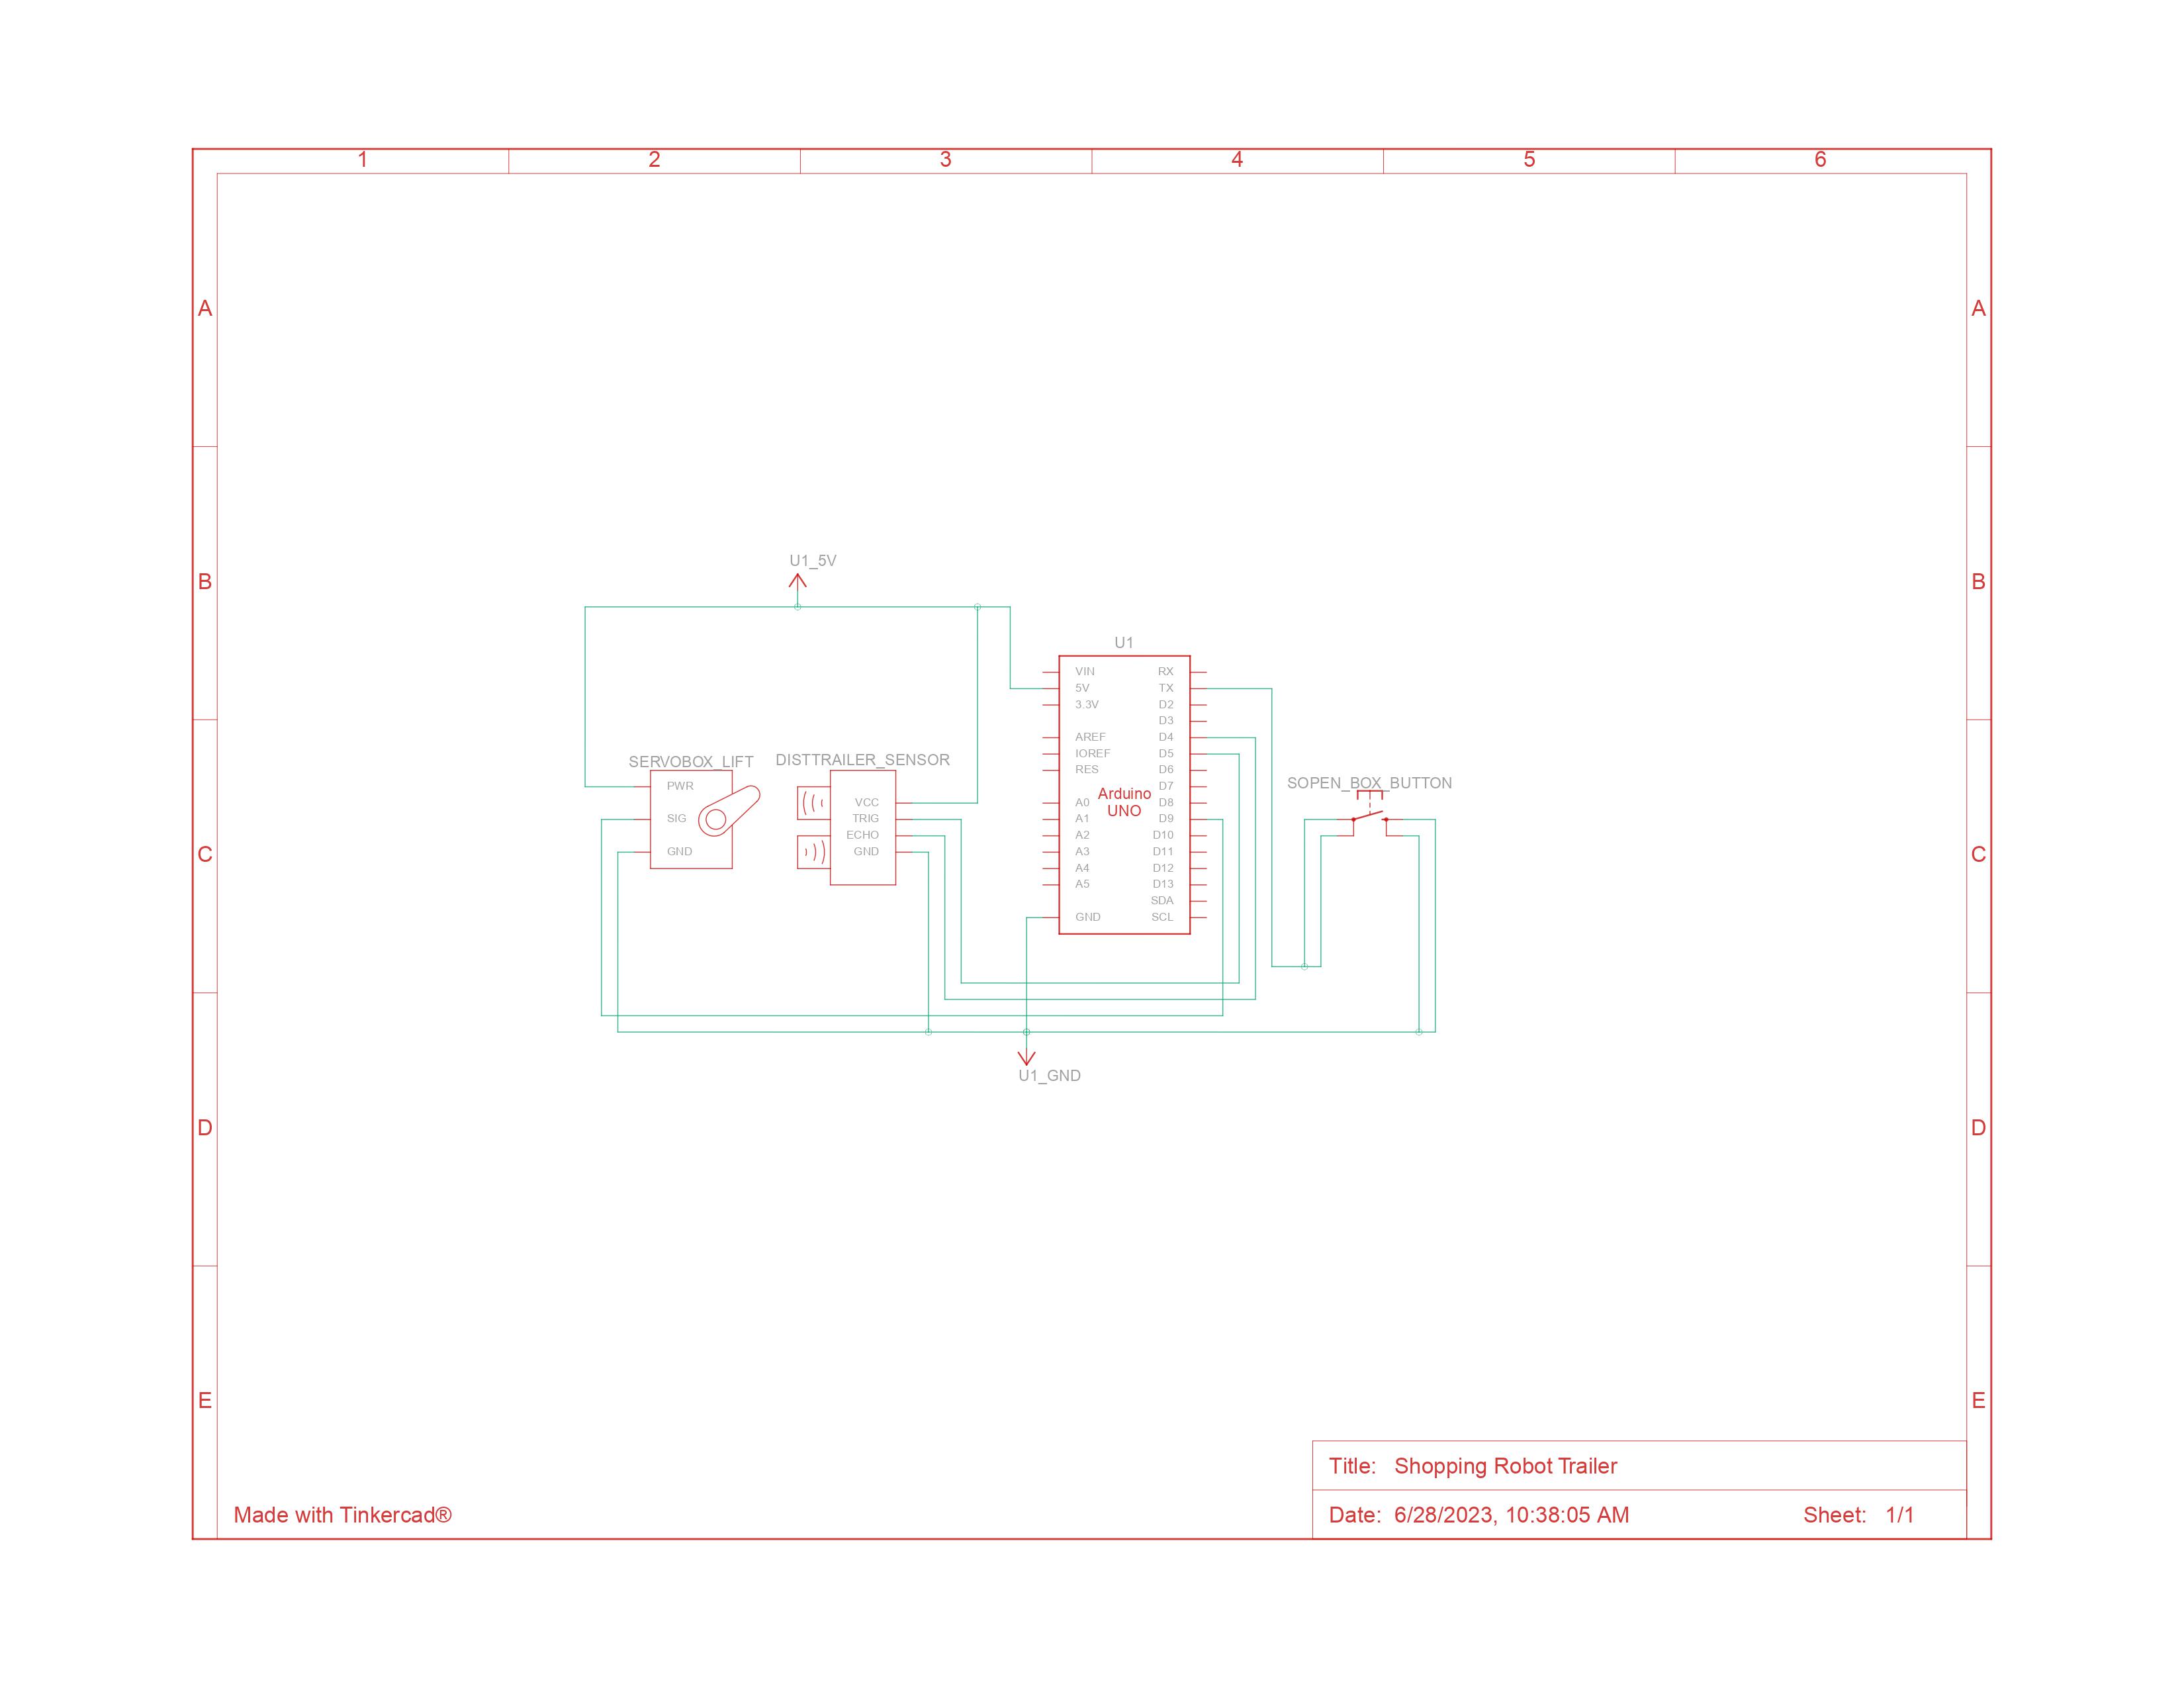 1 2 3 4 5 6
A A
B B
C C
D D
E E
U1_5V
U1
VIN RX
5V TX
3.3V D2
D3
AREF D4
IOREF D5
RES D6
D7
A0 D8
A1 D9
A2 D10
A3 D11
A4 D12
A5 D13
SDA
GND SCL
Arduino
UNO
SERVOBOX_LIFT
PWR
SIG
GND
DISTTRAILER_SENSOR
VCC
TRIG
ECHO
GND
SOPEN_BOX_BUTTON
U1_GND
Title: Shopping Robot Trailer
Date: 6/28/2023, 10:38:05 AM Sheet: 1/1
Made with Tinkercad®